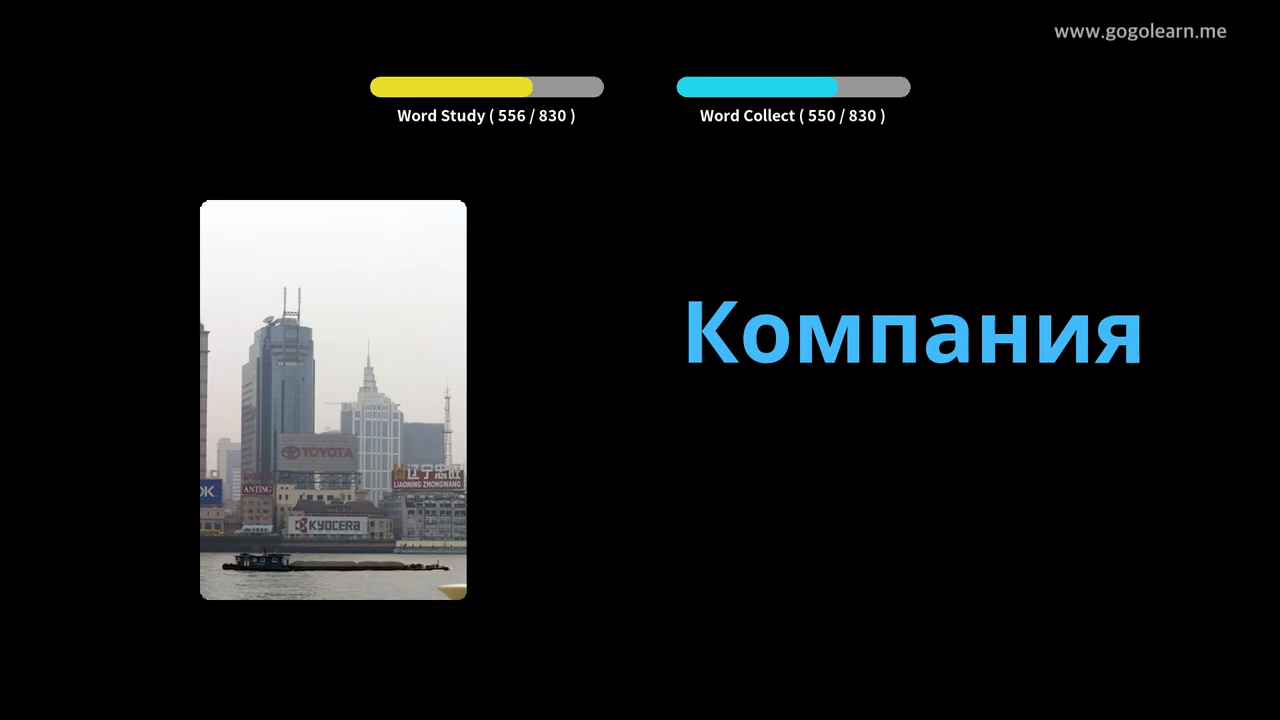 www.gogolearn.me
Word Study ( 556 / 830 )
Word Collect ( 550 / 830 )
Компания
TOYOTA
ANTING
LIAONING ZHONGWANG
KYOCERA